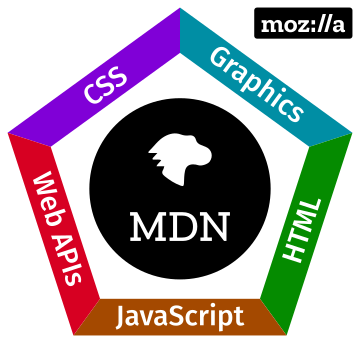 moz://a
CSS
Graphics
Web APIs
MDN
HTML
JavaScript